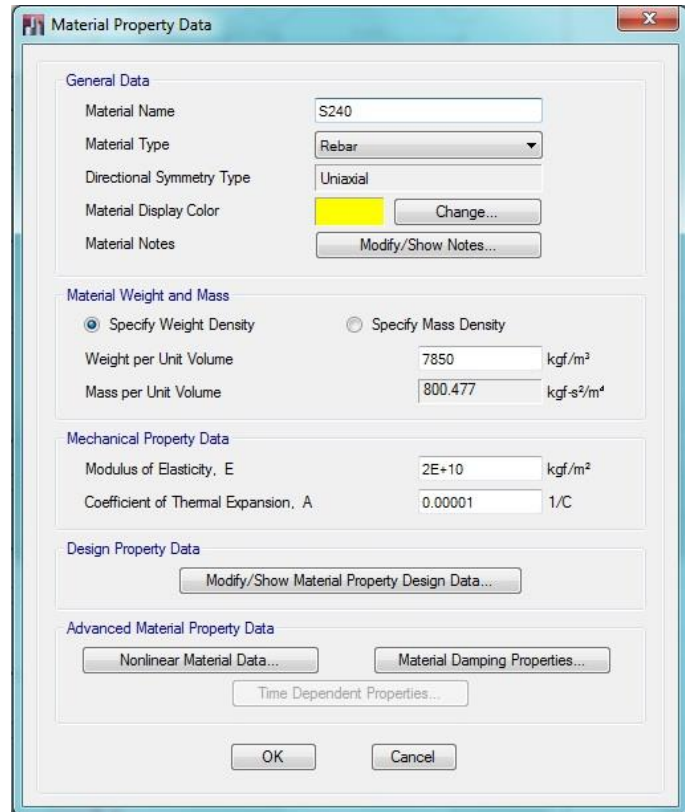 Material Property Data
General Data
Material Name S240
Material Type Rebar
Directional Symmetry Type Uniaxial
Material Display Color Change...
Material Notes Modify/Show Notes...
Material Weight and Mass
Specify Weight Density Specify Mass Density
Weight per Unit Volume 7850 kgf/m³
Mass per Unit Volume 800.477 kgf-s²/m⁴
Mechanical Property Data
Modulus of Elasticity, E 2E+10 kgf/m²
Coefficient of Thermal Expansion, A 0.00001 1/C
Design Property Data
Modify/Show Material Property Design Data...
Advanced Material Property Data
Nonlinear Material Data... Material Damping Properties...
Time Dependent Properties...
OK Cancel